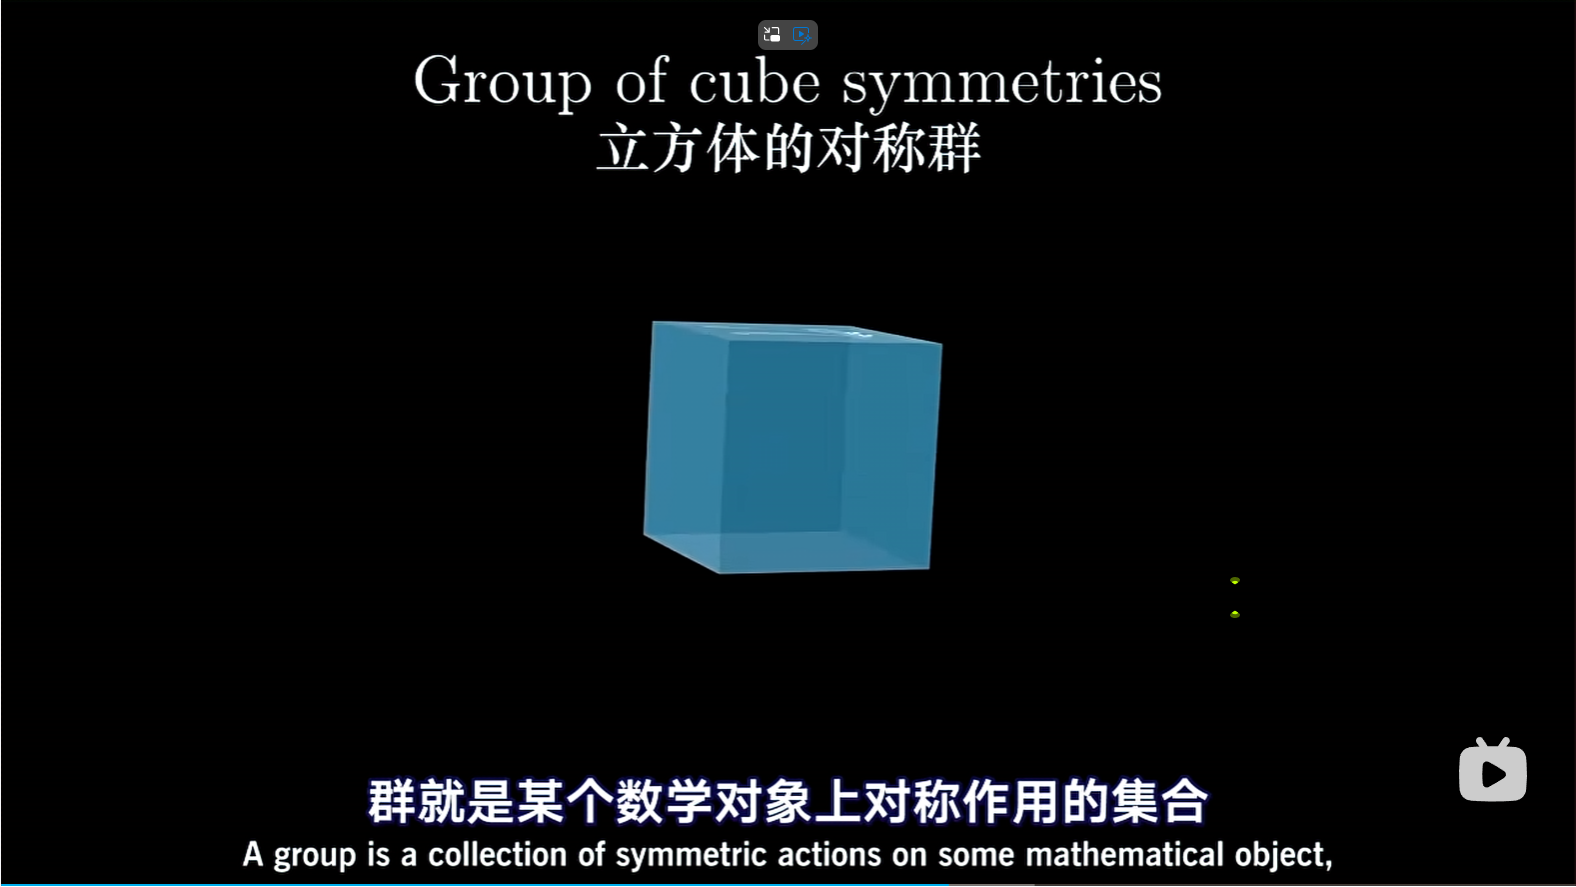 Group of cube symmetries
立方体的对称群
群就是某个数学对象上对称作用的集合
A group is a collection of symmetric actions on some mathematical object,